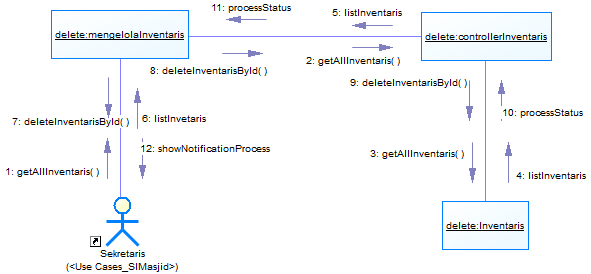 11: processStatus
5: listInventaris
delete:mengelolaInventaris
delete:controllerInventaris
8: deleteInventarisById( )
2: getAllInventaris( )
9: deleteInventarisById( )
7: deleteInventarisById( )
6: listInvetaris
10: processStatus
12: showNotificationProcess
3: getAllInventaris( )
1: getAllInventaris( )
4: listInventaris
delete:Inventaris
Sekretaris
(<Use Cases_SIMasjid>)